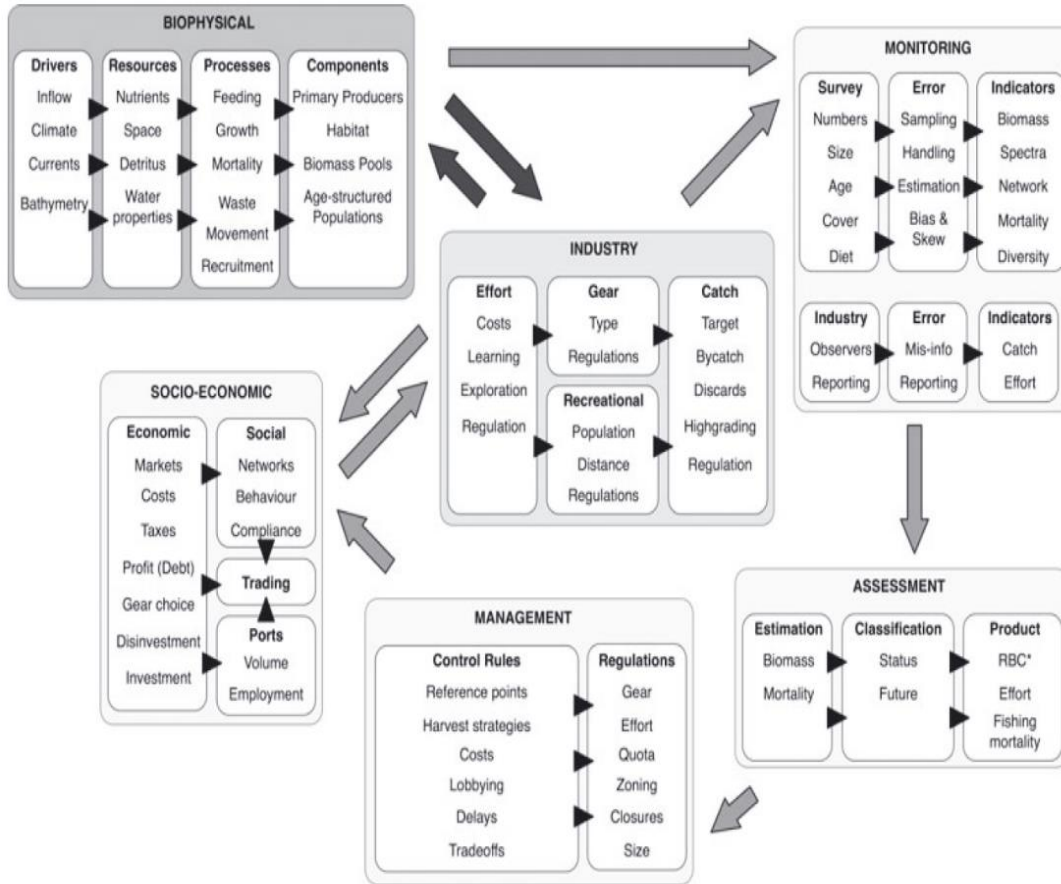 BIOPHYSICAL
Drivers
Inflow
Climate
Currents
Bathymetry
Resources
Nutrients
Space
Detritus
Water
properties
Processes
Feeding
Growth
Mortality
Waste
Movement
Recruitment
Components
Primary Producers
Habitat
Biomass Pools
Age-structured
Populations
MONITORING
Survey
Numbers
Size
Age
Cover
Diet
Error
Sampling
Handling
Estimation
Bias &
Skew
Indicators
Biomass
Spectra
Network
Mortality
Diversity
Industry
Observers
Reporting
Error
Mis-info
Reporting
Indicators
Catch
Effort
INDUSTRY
Effort
Costs
Learning
Exploration
Regulation
Gear
Type
Regulations
Recreational
Population
Distance
Regulations
Catch
Target
Bycatch
Discards
Highgrading
Regulation
SOCIO-ECONOMIC
Economic
Markets
Costs
Taxes
Profit (Debt)
Gear choice
Disinvestment
Investment
Social
Networks
Behaviour
Compliance
Trading
Ports
Volume
Employment
MANAGEMENT
Control Rules
Reference points
Harvest strategies
Costs
Lobbying
Delays
Tradeoffs
Regulations
Gear
Effort
Quota
Zoning
Closures
Size
ASSESSMENT
Estimation
Biomass
Mortality
Classification
Status
Future
Product
RBC*
Effort
Fishing
mortality